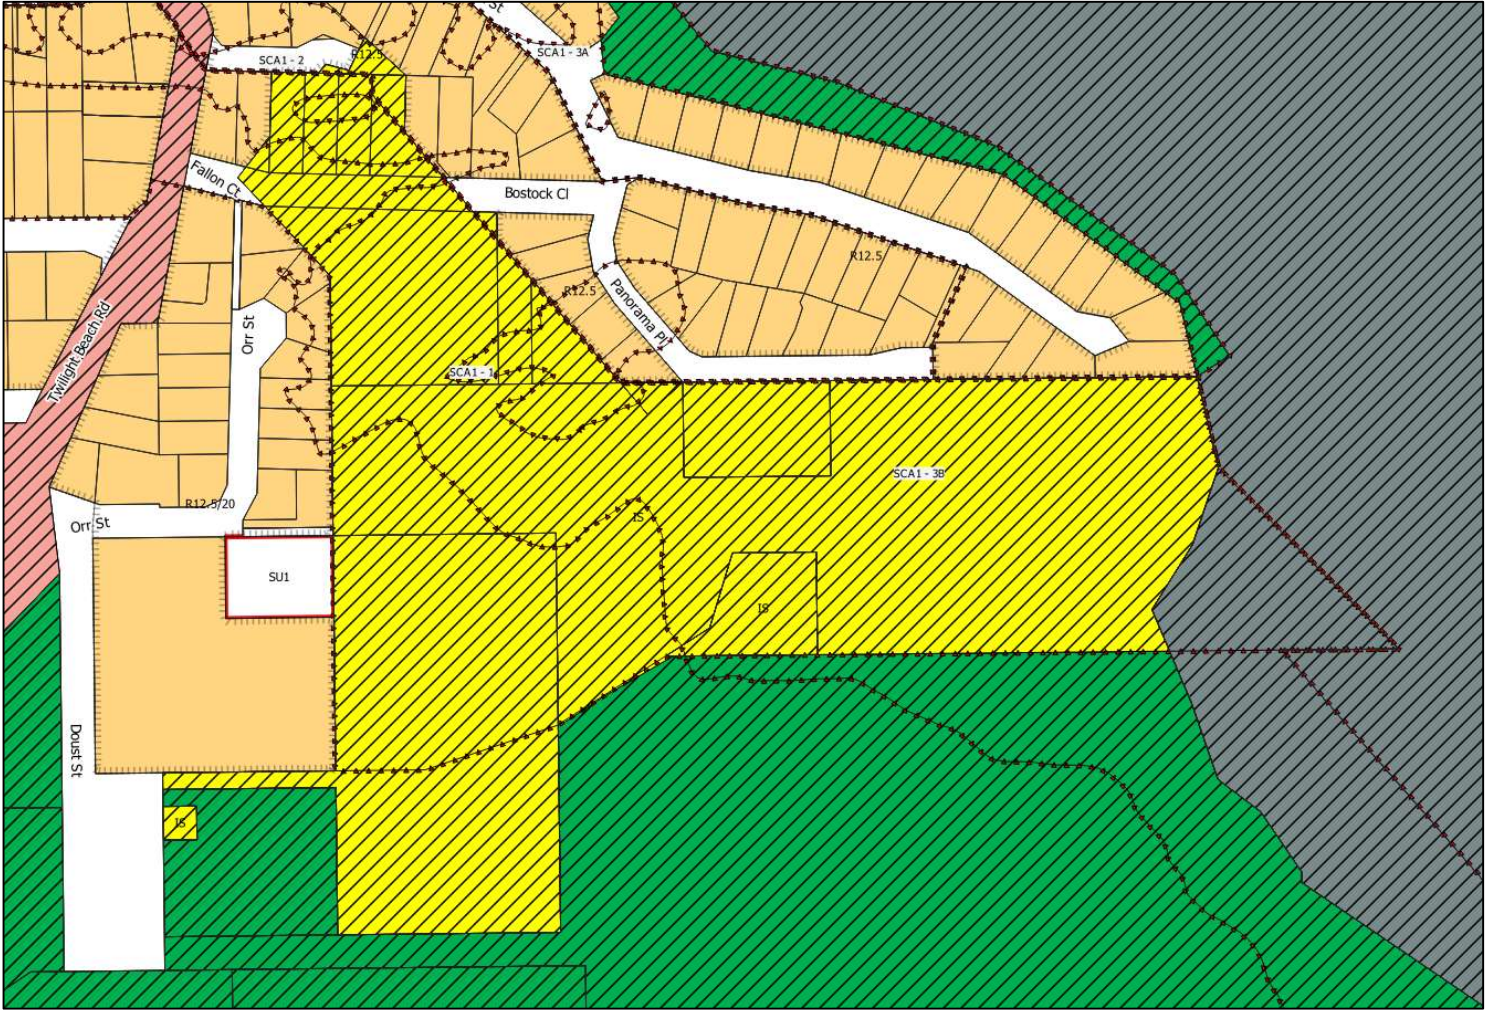 St
SCA1 - 3A
R12.5
SCA1 - 2
Fallon Ct
Bostock Cl
R12.5
R12.5
Panorama Pl
Orr St
Twilight Beach Rd
SCA1 - 1
SCA1 - 3B
R12.5/20
IS
Orr St
SU1
IS
Doust St
IS